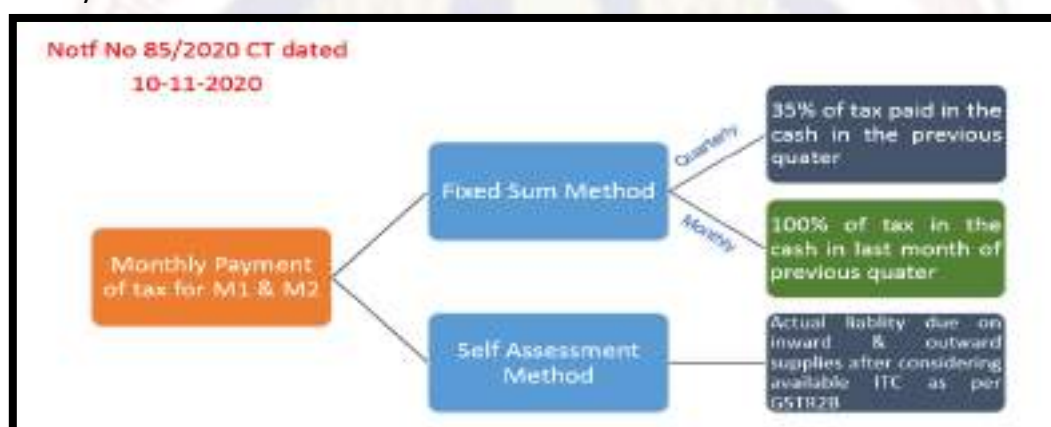 Notf No 85/2020 CT dated
10-11-2020
Monthly Payment
of tax for M1 & M2
Fixed Sum Method
Quarterly
35% of tax paid in the
cash in the previous
quater
Monthly
100% of tax in the
cash in last month of
previous quater
Self Assessment
Method
Actual liablity due on
inward & outward
supplies after considering
available ITC as per
GSTR2B